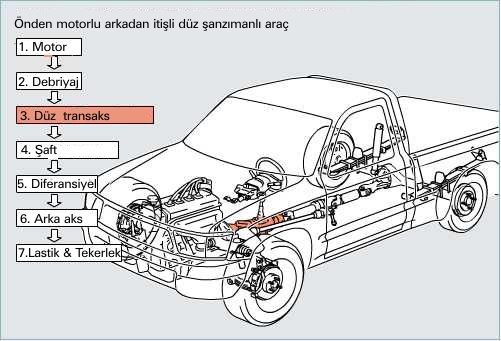 Önden motorlu arkadan itişli düz şanzımanlı araç
1. Motor
2. Debriyaj
3. Düz transaks
4. Şaft
5. Diferansiyel
6. Arka aks
7.Lastik & Tekerlek